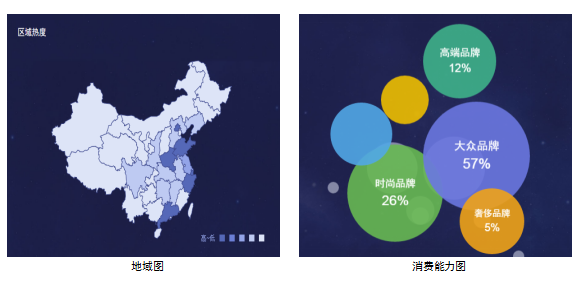 区域热度
高-低
地域图
高端品牌
12%
大众品牌
57%
时尚品牌
26%
奢侈品牌
5%
消费能力图